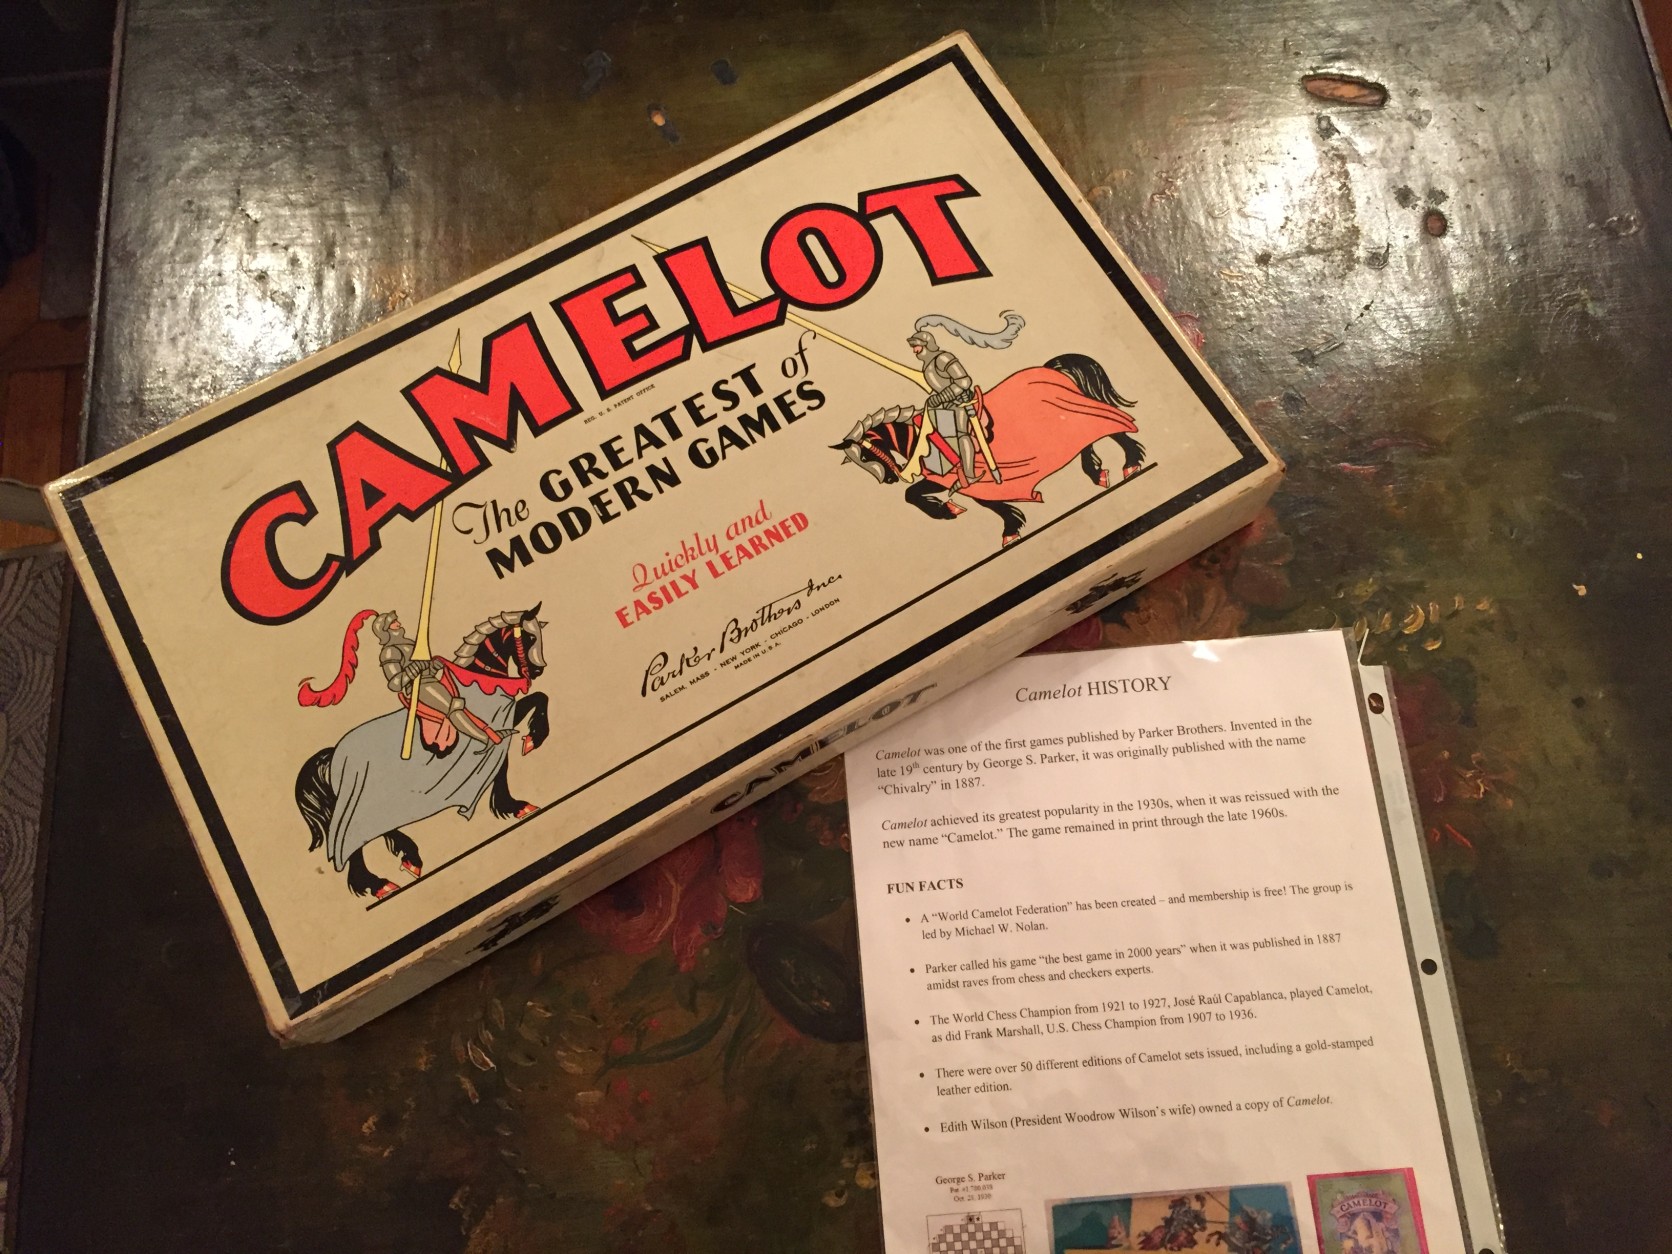 CAMELOT
REG. U. S. PATENT OFFICE
The GREATEST of
MODERN GAMES
Quickly and
EASILY LEARNED
Parker Brothers Inc.
SALEM, MASS - NEW YORK - CHICAGO - LONDON
MADE IN U.S.A.
CAMELOT
Camelot HISTORY
Camelot was one of the first games published by Parker Brothers. Invented in the
late 19th century by George S. Parker, it was originally published with the name
“Chivalry” in 1887.
Camelot achieved its greatest popularity in the 1930s, when it was reissued with the
new name “Camelot.” The game remained in print through the late 1960s.
FUN FACTS
• A “World Camelot Federation” has been created – and membership is free! The group is
led by Michael W. Nolan.
• Parker called his game “the best game in 2000 years” when it was published in 1887
amidst raves from chess and checkers experts.
• The World Chess Champion from 1921 to 1927, José Raúl Capablanca, played Camelot,
as did Frank Marshall, U.S. Chess Champion from 1907 to 1936.
• There were over 50 different editions of Camelot sets issued, including a gold-stamped
leather edition.
• Edith Wilson (President Woodrow Wilson’s wife) owned a copy of Camelot.
George S. Parker
CAMELOT